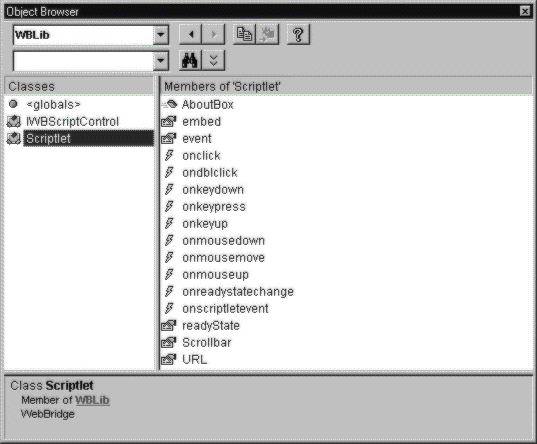 Object Browser
WBLib
Classes
Members of 'Scriptlet'
<globals>
IWBScriptControl
Scriptlet
AboutBox
embed
event
onclick
ondblclick
onkeydown
onkeypress
onkeyup
onmousedown
onmousemove
onmouseup
onreadystatechange
onscriptletevent
readyState
Scrollbar
URL
Class Scriptlet
Member of WBLib
WebBridge